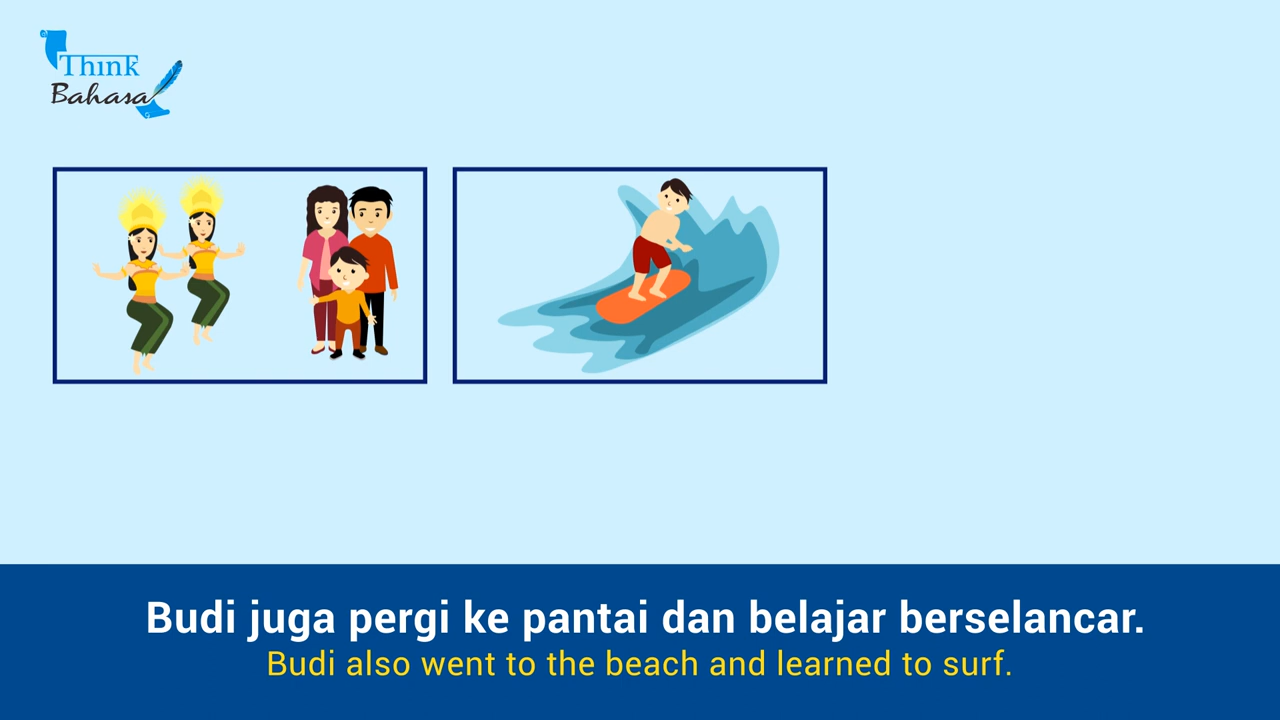 Think
Bahasa
Budi juga pergi ke pantai dan belajar berselancar.
Budi also went to the beach and learned to surf.